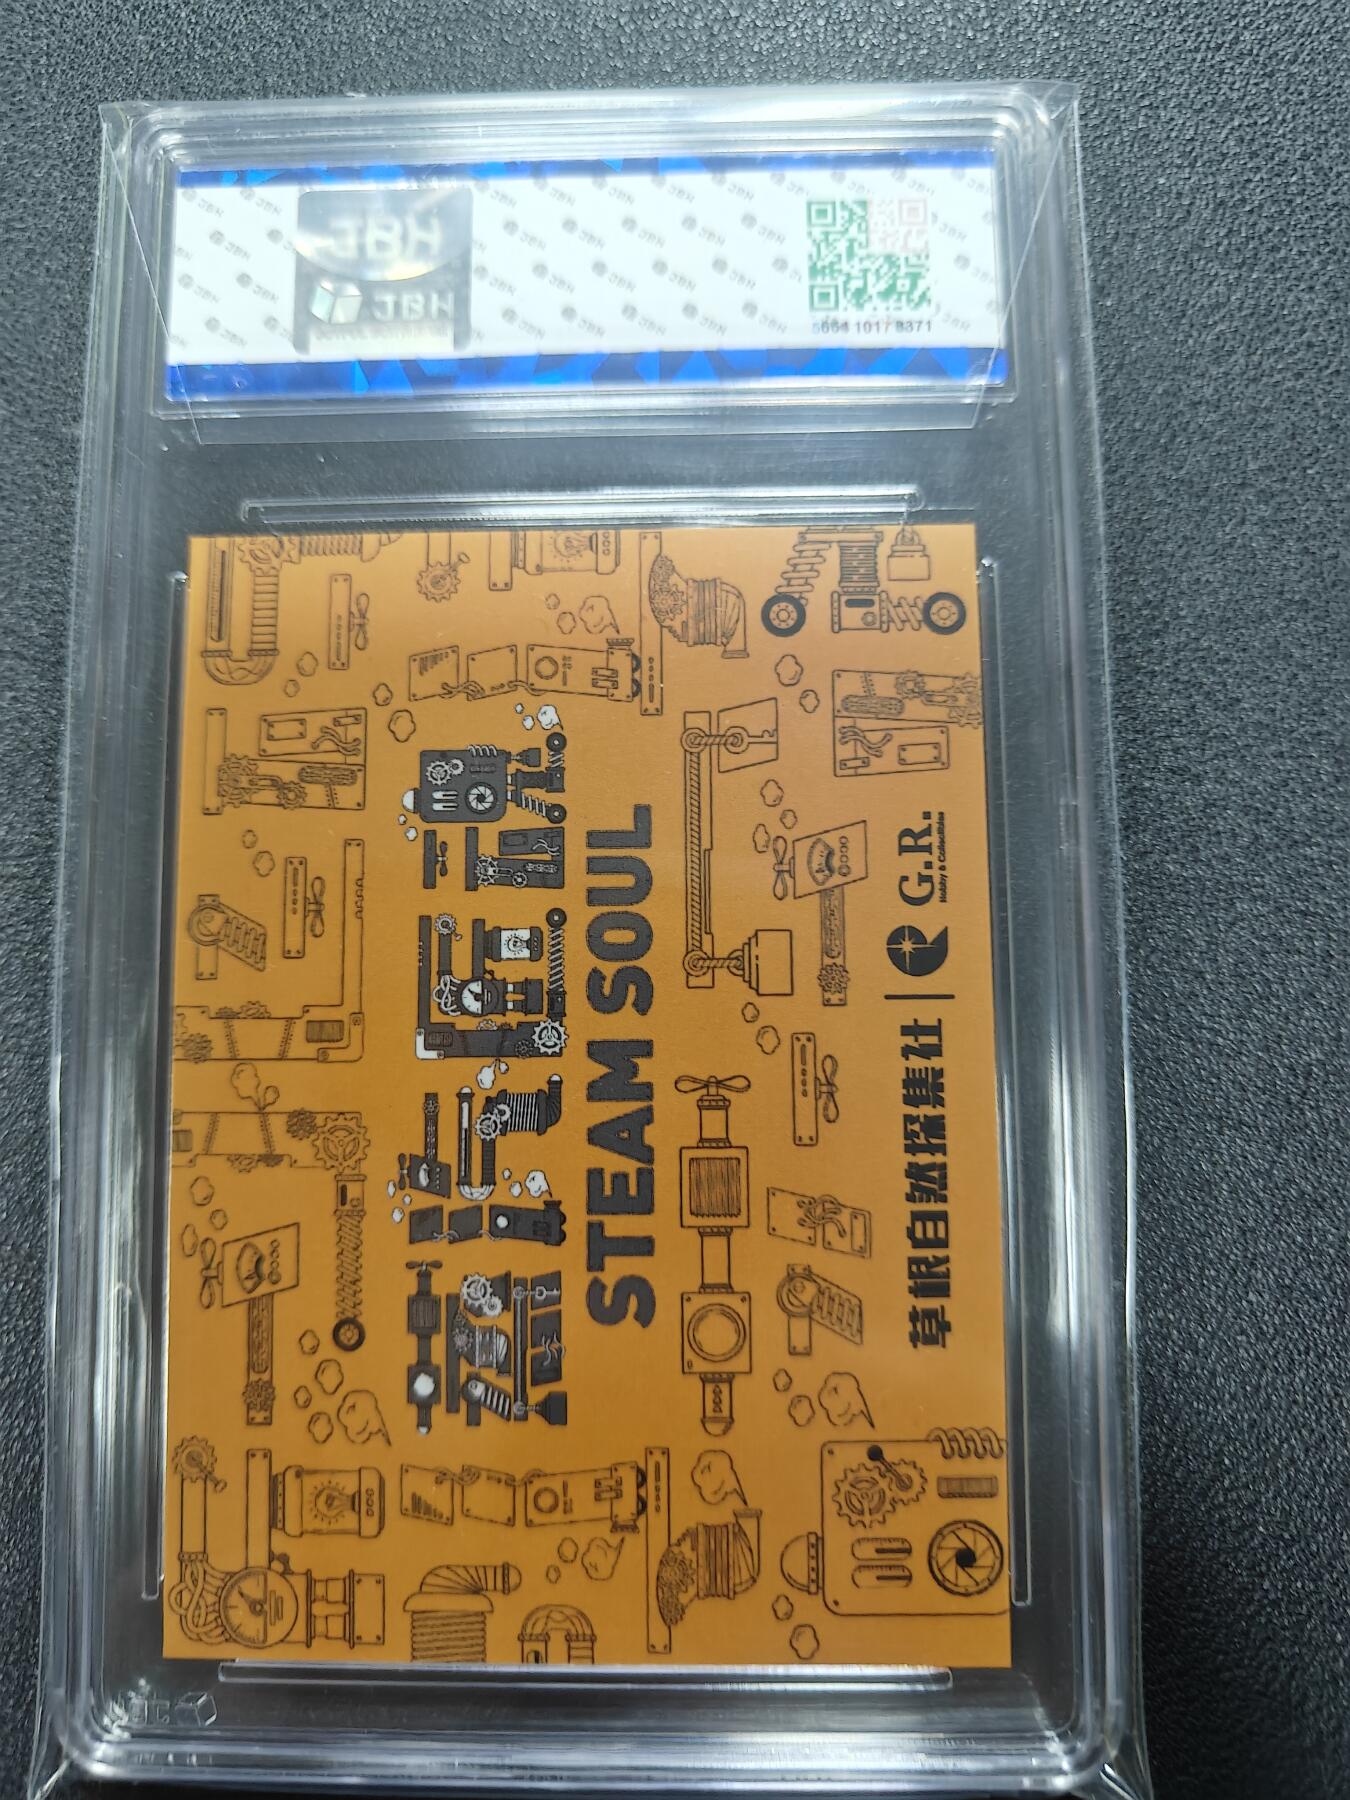 JBH
JBH
5664 1017 8371
蒸汽之魂
STEAM SOUL
草根自然探集社 | G.R.
Hobby & Collectibles